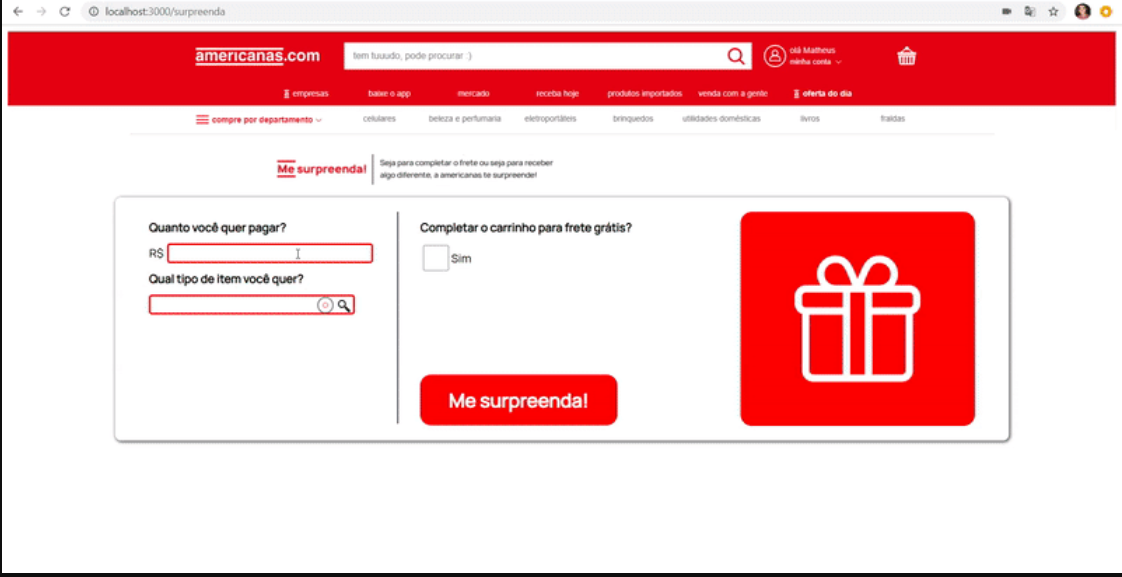 localhost:3000/surpreenda
americanas.com
tem tuuudo, pode procurar :)
olá Matheus
minha conta
empresas baixe o app mercado receba hoje produtos importados venda com a gente oferta do dia
compre por departamento celulares beleza e perfumaria eletroportáteis brinquedos utilidades domésticas livros fraldas
Me surpreenda!
Seja para completar o frete ou seja para receber
algo diferente, a americanas te surpreende!
Quanto você quer pagar?
R$
Qual tipo de item você quer?
Completar o carrinho para frete grátis?
Sim
Me surpreenda!